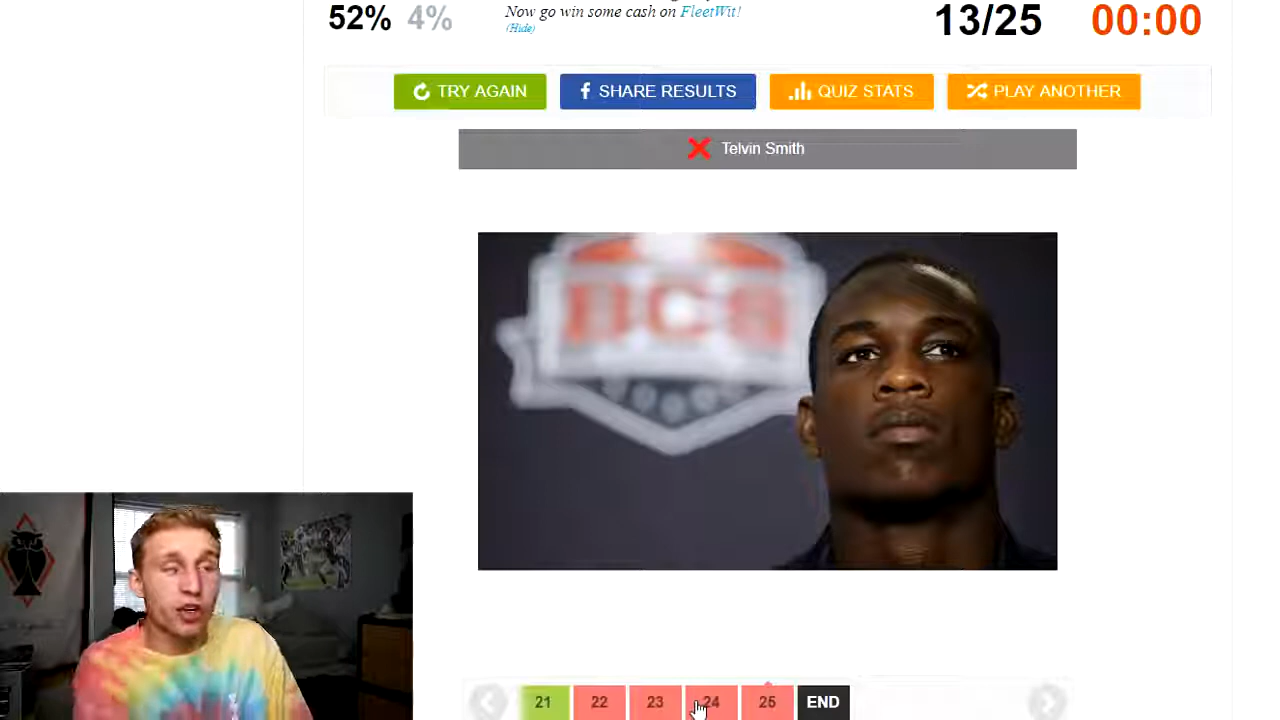 52% 4%
Now go win some cash on FleetWit!
(Hide)
13/25 00:00
TRY AGAIN
SHARE RESULTS
QUIZ STATS
PLAY ANOTHER
Telvin Smith
BCS
21 22 23 24 25 END